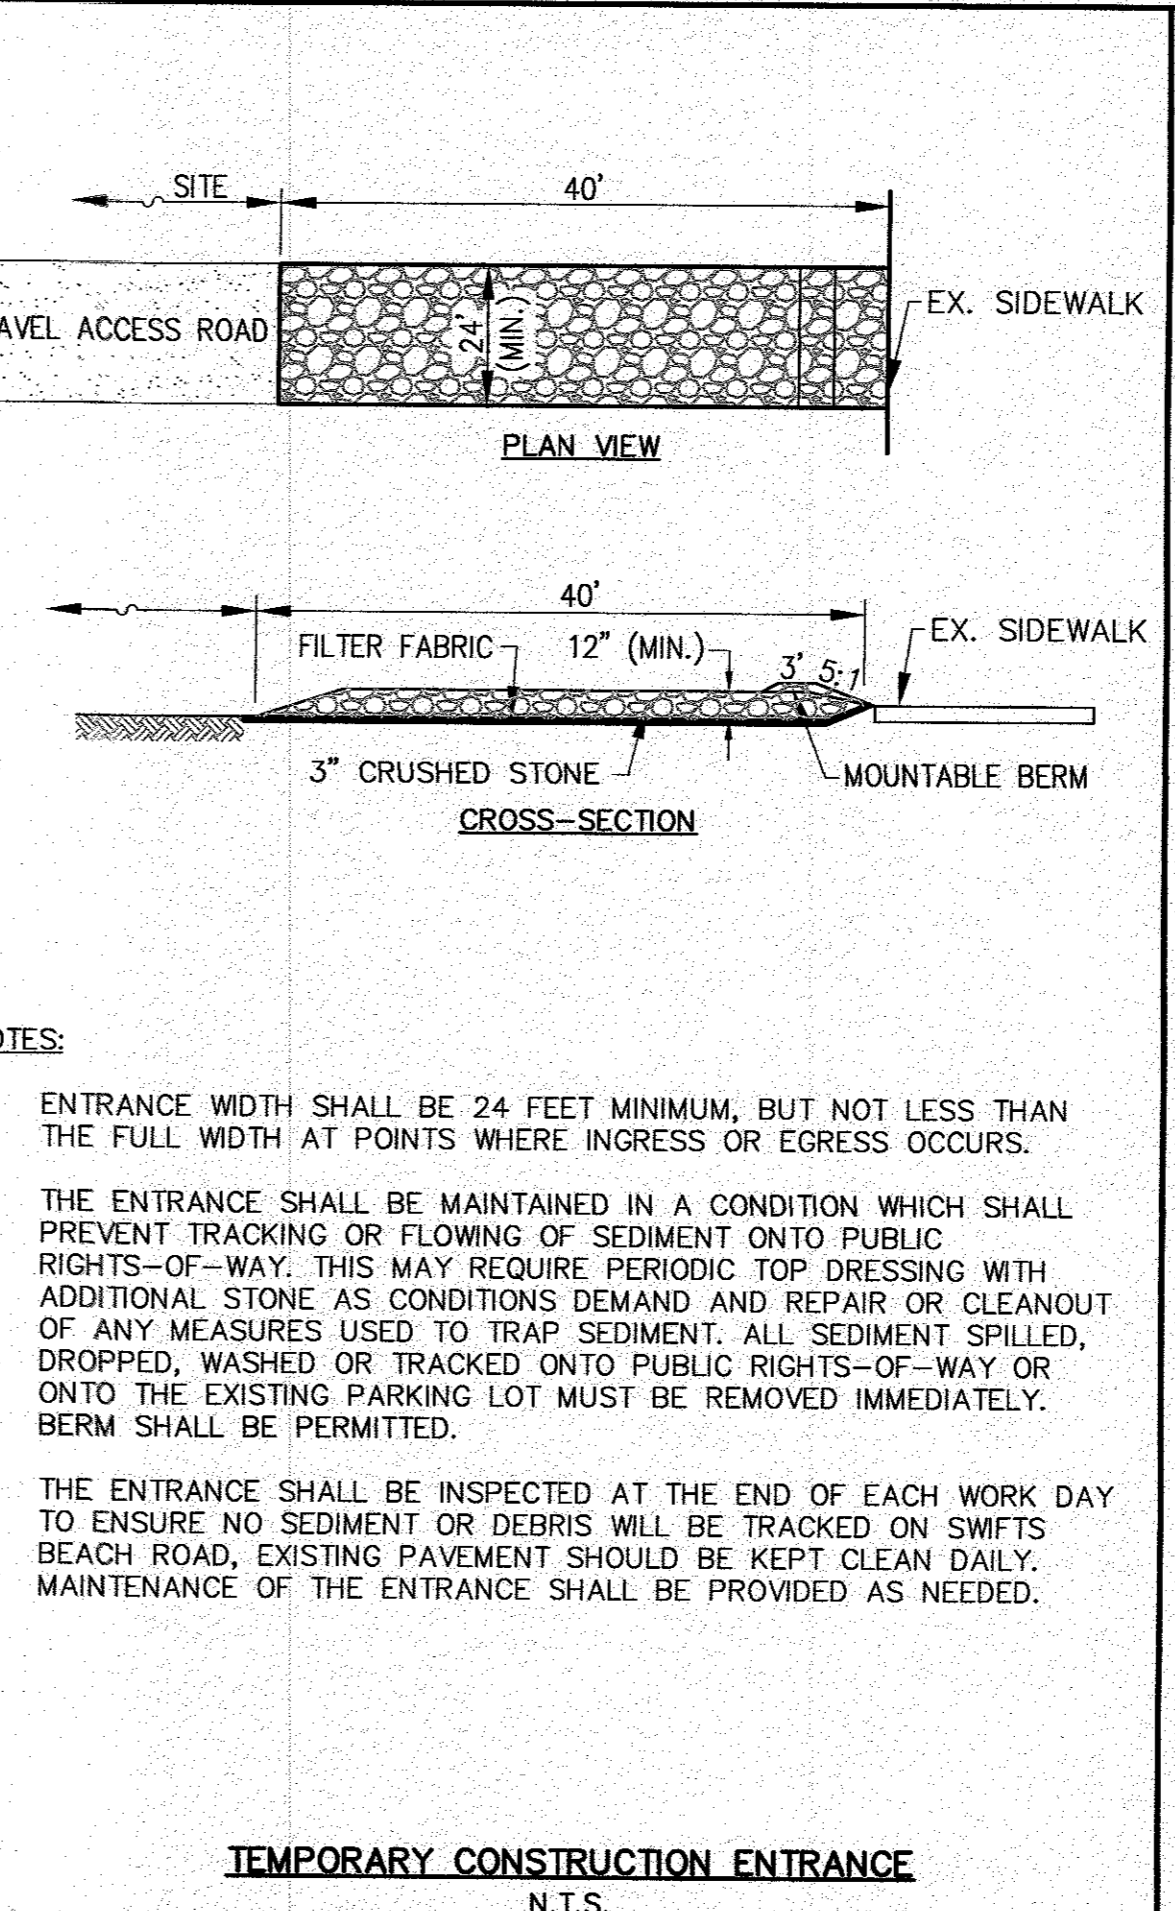 SITE
40'
AVEL ACCESS ROAD
24'
(MIN.)
EX. SIDEWALK
PLAN VIEW
40'
FILTER FABRIC
12" (MIN.)
3'
5:1
EX. SIDEWALK
3" CRUSHED STONE
MOUNTABLE BERM
CROSS-SECTION
OTES:
ENTRANCE WIDTH SHALL BE 24 FEET MINIMUM, BUT NOT LESS THAN
THE FULL WIDTH AT POINTS WHERE INGRESS OR EGRESS OCCURS.
THE ENTRANCE SHALL BE MAINTAINED IN A CONDITION WHICH SHALL
PREVENT TRACKING OR FLOWING OF SEDIMENT ONTO PUBLIC
RIGHTS-OF-WAY. THIS MAY REQUIRE PERIODIC TOP DRESSING WITH
ADDITIONAL STONE AS CONDITIONS DEMAND AND REPAIR OR CLEANOUT
OF ANY MEASURES USED TO TRAP SEDIMENT. ALL SEDIMENT SPILLED,
DROPPED, WASHED OR TRACKED ONTO PUBLIC RIGHTS-OF-WAY OR
ONTO THE EXISTING PARKING LOT MUST BE REMOVED IMMEDIATELY.
BERM SHALL BE PERMITTED.
THE ENTRANCE SHALL BE INSPECTED AT THE END OF EACH WORK DAY
TO ENSURE NO SEDIMENT OR DEBRIS WILL BE TRACKED ON SWIFTS
BEACH ROAD, EXISTING PAVEMENT SHOULD BE KEPT CLEAN DAILY.
MAINTENANCE OF THE ENTRANCE SHALL BE PROVIDED AS NEEDED.
TEMPORARY CONSTRUCTION ENTRANCE
N.T.S.